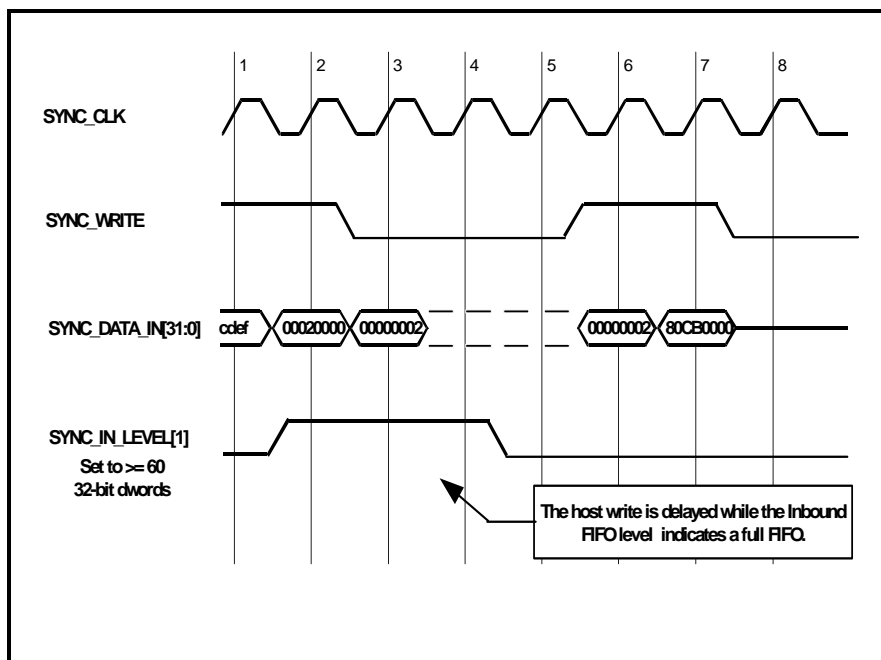 1 2 3 4 5 6 7 8
SYNC_CLK
SYNC_WRITE
SYNC_DATA_IN[31:0]
cdef 00020000 00000002 00000002 80CB0000
SYNC_IN_LEVEL[1]
Set to >= 60
32-bit dwords
The host write is delayed while the Inbound
FIFO level indicates a full FIFO.